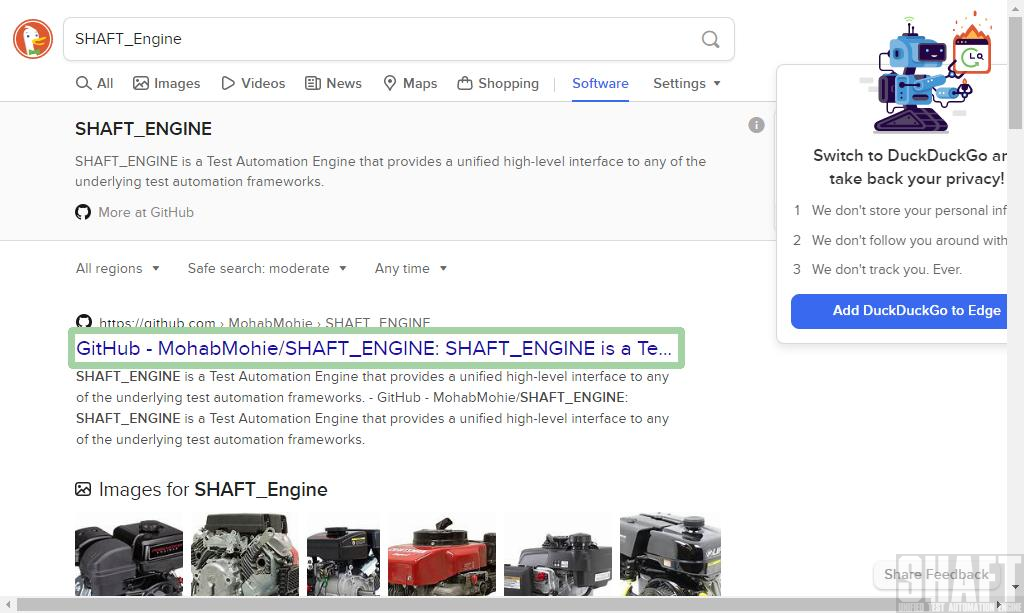 SHAFT_Engine
All Images Videos News Maps Shopping Software Settings
SHAFT_ENGINE
SHAFT_ENGINE is a Test Automation Engine that provides a unified high-level interface to any of the
underlying test automation frameworks.
More at GitHub
Switch to DuckDuckGo an
take back your privacy!
1 We don't store your personal inf
2 We don't follow you around with
3 We don't track you. Ever.
Add DuckDuckGo to Edge
All regions Safe search: moderate Any time
https://github.com › MohabMohie › SHAFT_ENGINE
GitHub - MohabMohie/SHAFT_ENGINE: SHAFT_ENGINE is a Te...
SHAFT_ENGINE is a Test Automation Engine that provides a unified high-level interface to any
of the underlying test automation frameworks. - GitHub - MohabMohie/SHAFT_ENGINE:
SHAFT_ENGINE is a Test Automation Engine that provides a unified high-level interface to any
of the underlying test automation frameworks.
Images for SHAFT_Engine
Share Feedback
SHAFT